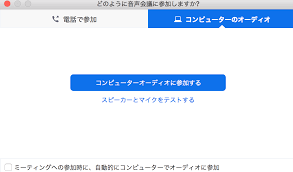 どのように音声会議に参加しますか?
電話で参加
コンピューターのオーディオ
コンピューターオーディオに参加する
スピーカーとマイクをテストする
ミーティングへの参加時に、自動的にコンピュータでオーディオに参加